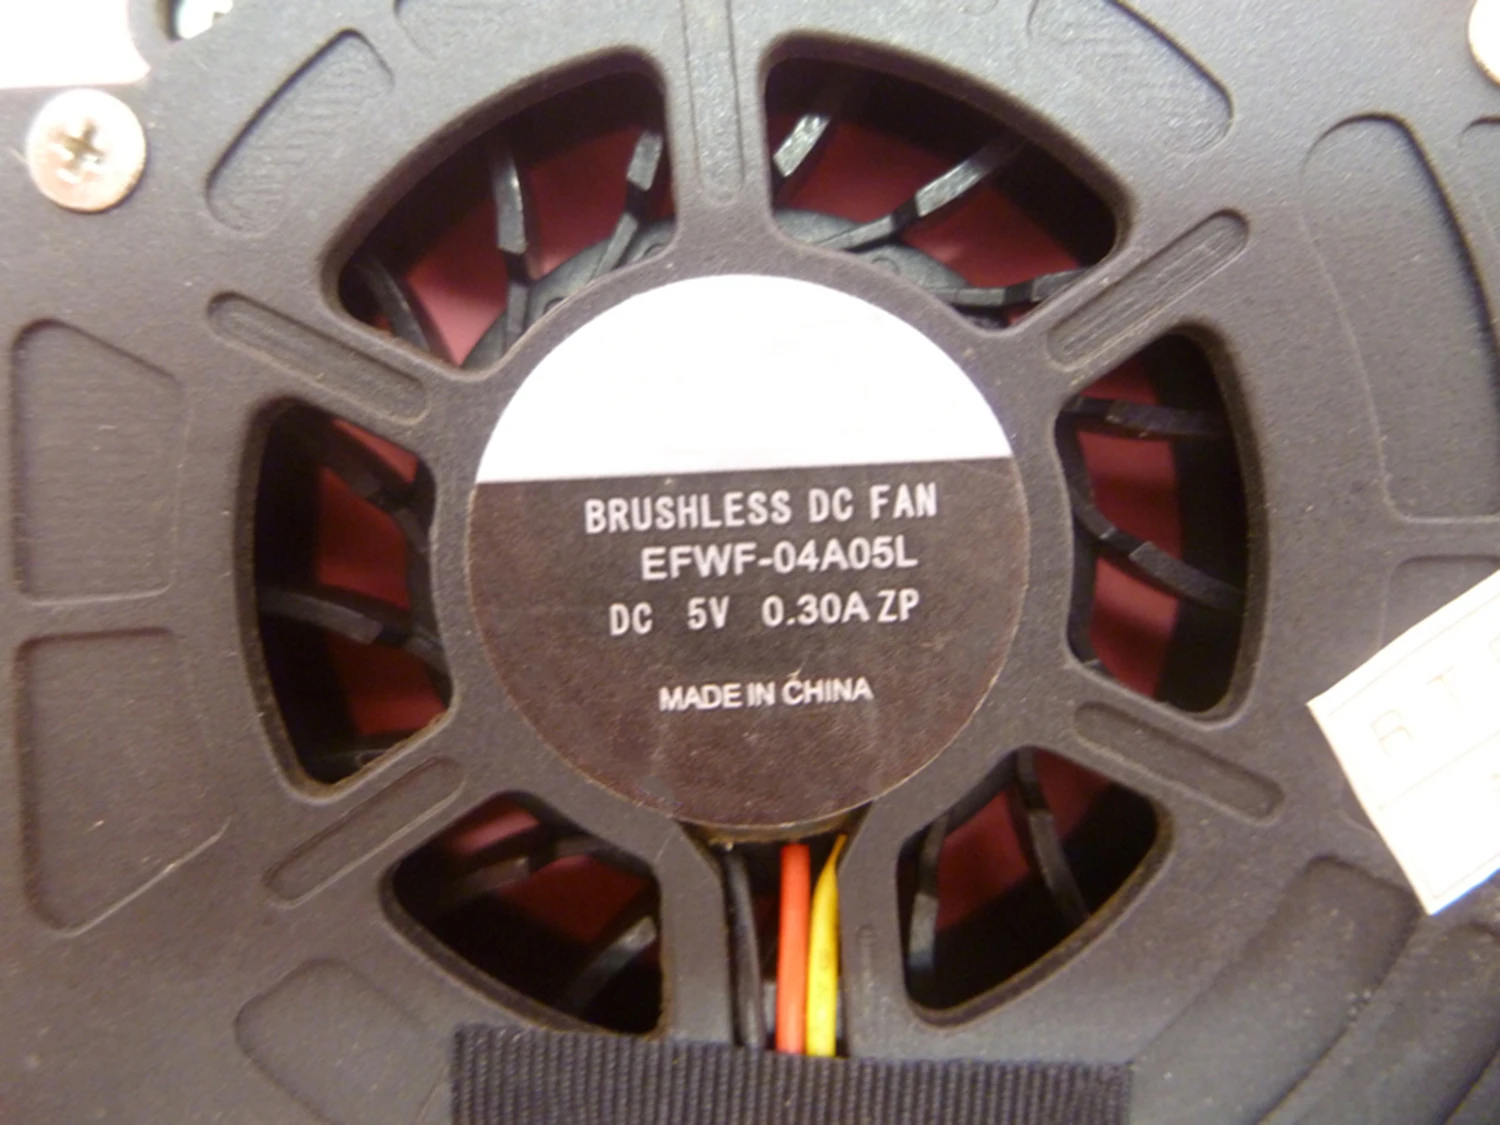 BRUSHLESS DC FAN
EFWF-04A05L
DC 5V 0.30A ZP
MADE IN CHINA